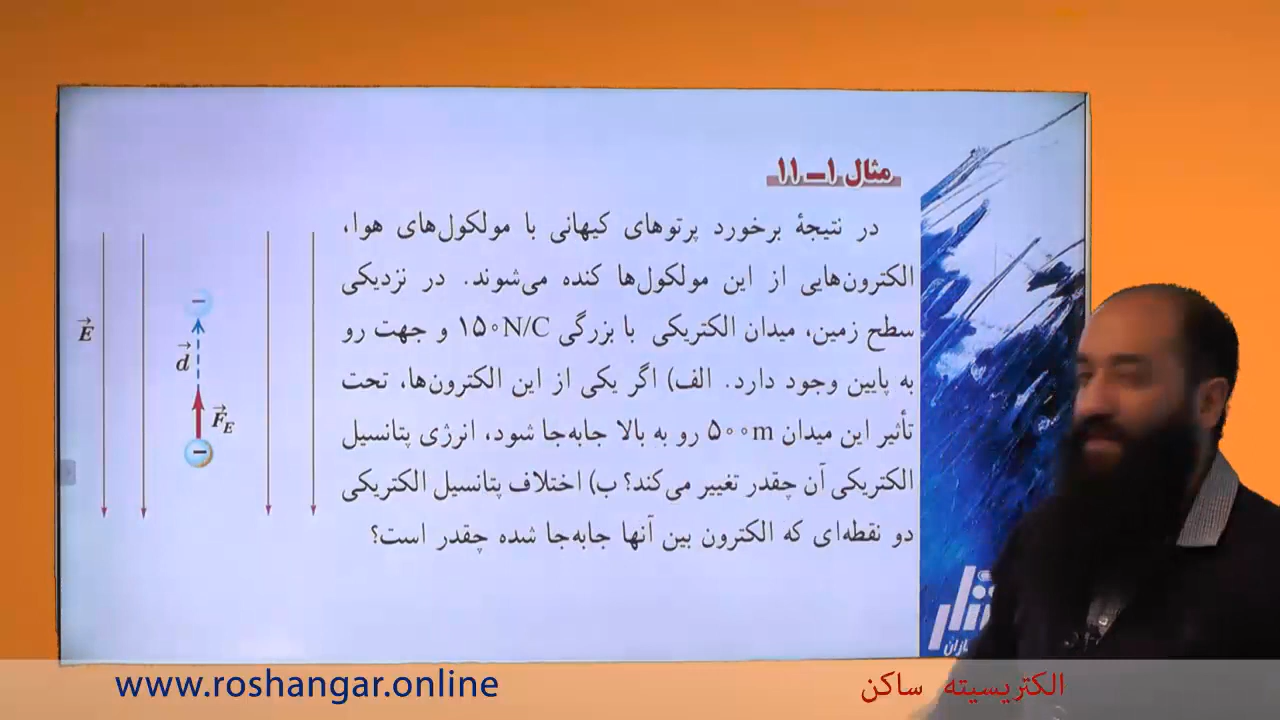 مثال ۱ــ۱۱
در نتیجهٔ برخورد پرتوهای کیهانی با مولکول‌های هوا،
الکترون‌هایی از این مولکول‌ها کنده می‌شوند. در نزدیکی
سطح زمین، میدان الکتریکی با بزرگی ۱۵۰N/C و جهت رو
به پایین وجود دارد. الف) اگر یکی از این الکترون‌ها، تحت
تأثیر این میدان ۵۰۰m رو به بالا جابه‌جا شود، انرژی پتانسیل
الکتریکی آن چقدر تغییر می‌کند؟ ب) اختلاف پتانسیل الکتریکی
دو نقطه‌ای که الکترون بین آنها جابه‌جا شده چقدر است؟
E⃗
−
d⃗
F⃗E
−
www.roshangar.online
الکتریسیته ساکن